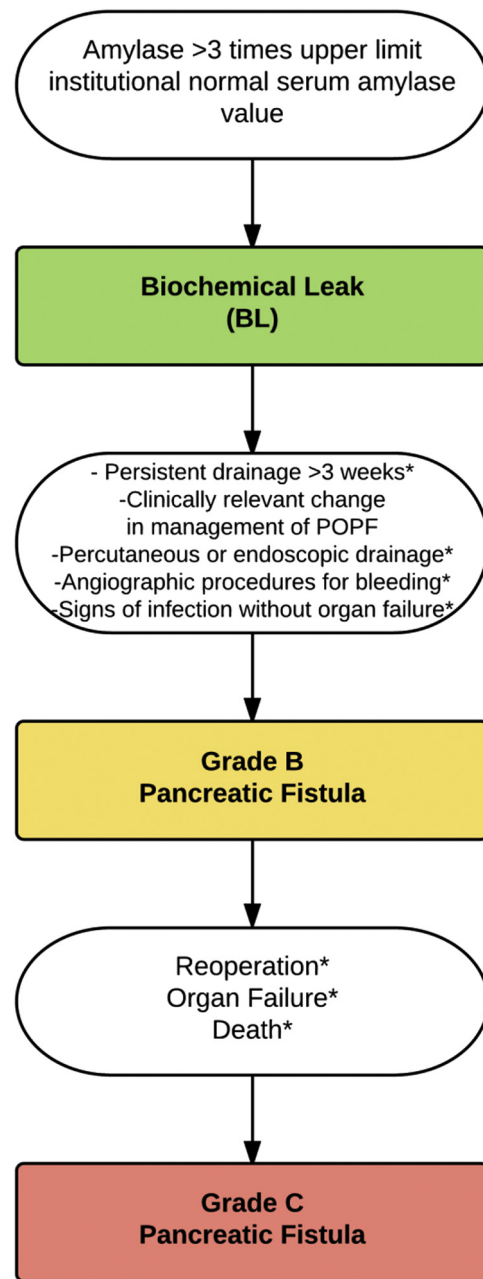 Amylase >3 times upper limit
institutional normal serum amylase
value
Biochemical Leak
(BL)
- Persistent drainage >3 weeks*
-Clinically relevant change
in management of POPF
-Percutaneous or endoscopic drainage*
-Angiographic procedures for bleeding*
-Signs of infection without organ failure*
Grade B
Pancreatic Fistula
Reoperation*
Organ Failure*
Death*
Grade C
Pancreatic Fistula